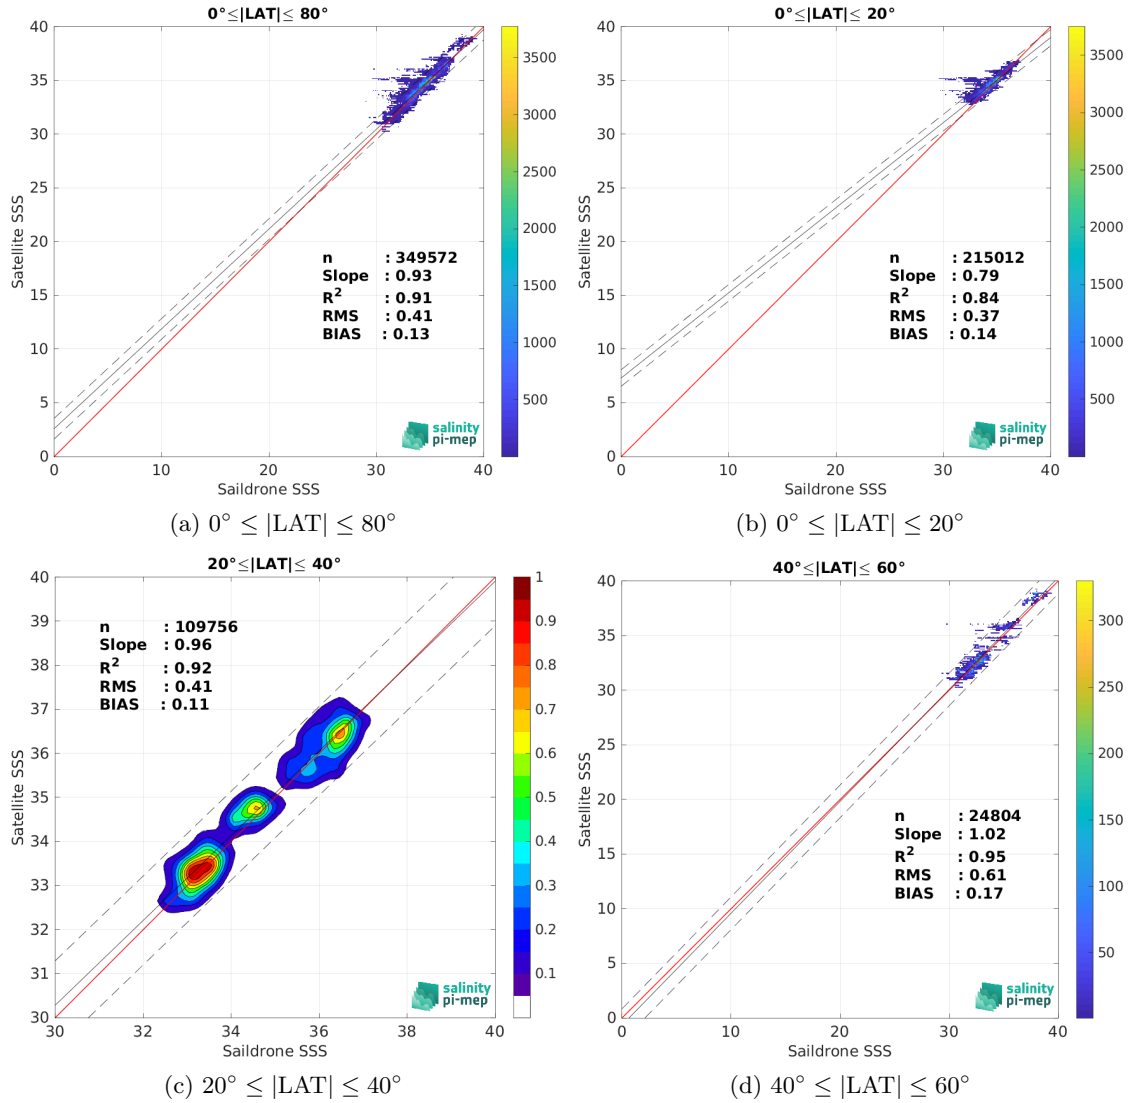 0°≤|LAT|≤ 80°
40
35
30
25
20
15
10
5
0
Satellite SSS
n : 349572
Slope : 0.93
R² : 0.91
RMS : 0.41
BIAS : 0.13
salinity
pi-mep
0 10 20 30 40
Saildrone SSS
3500
3000
2500
2000
1500
1000
500
(a) 0° ≤ |LAT| ≤ 80°
0°≤|LAT|≤ 20°
40
35
30
25
20
15
10
5
0
Satellite SSS
n : 215012
Slope : 0.79
R² : 0.84
RMS : 0.37
BIAS : 0.14
salinity
pi-mep
0 10 20 30 40
Saildrone SSS
3500
3000
2500
2000
1500
1000
500
(b) 0° ≤ |LAT| ≤ 20°
20°≤|LAT|≤ 40°
40
39
38
37
36
35
34
33
32
31
30
Satellite SSS
n : 109756
Slope : 0.96
R² : 0.92
RMS : 0.41
BIAS : 0.11
salinity
pi-mep
30 32 34 36 38 40
Saildrone SSS
1
0.9
0.8
0.7
0.6
0.5
0.4
0.3
0.2
0.1
(c) 20° ≤ |LAT| ≤ 40°
40°≤|LAT|≤ 60°
40
35
30
25
20
15
10
5
0
Satellite SSS
n : 24804
Slope : 1.02
R² : 0.95
RMS : 0.61
BIAS : 0.17
salinity
pi-mep
0 10 20 30 40
Saildrone SSS
300
250
200
150
100
50
(d) 40° ≤ |LAT| ≤ 60°